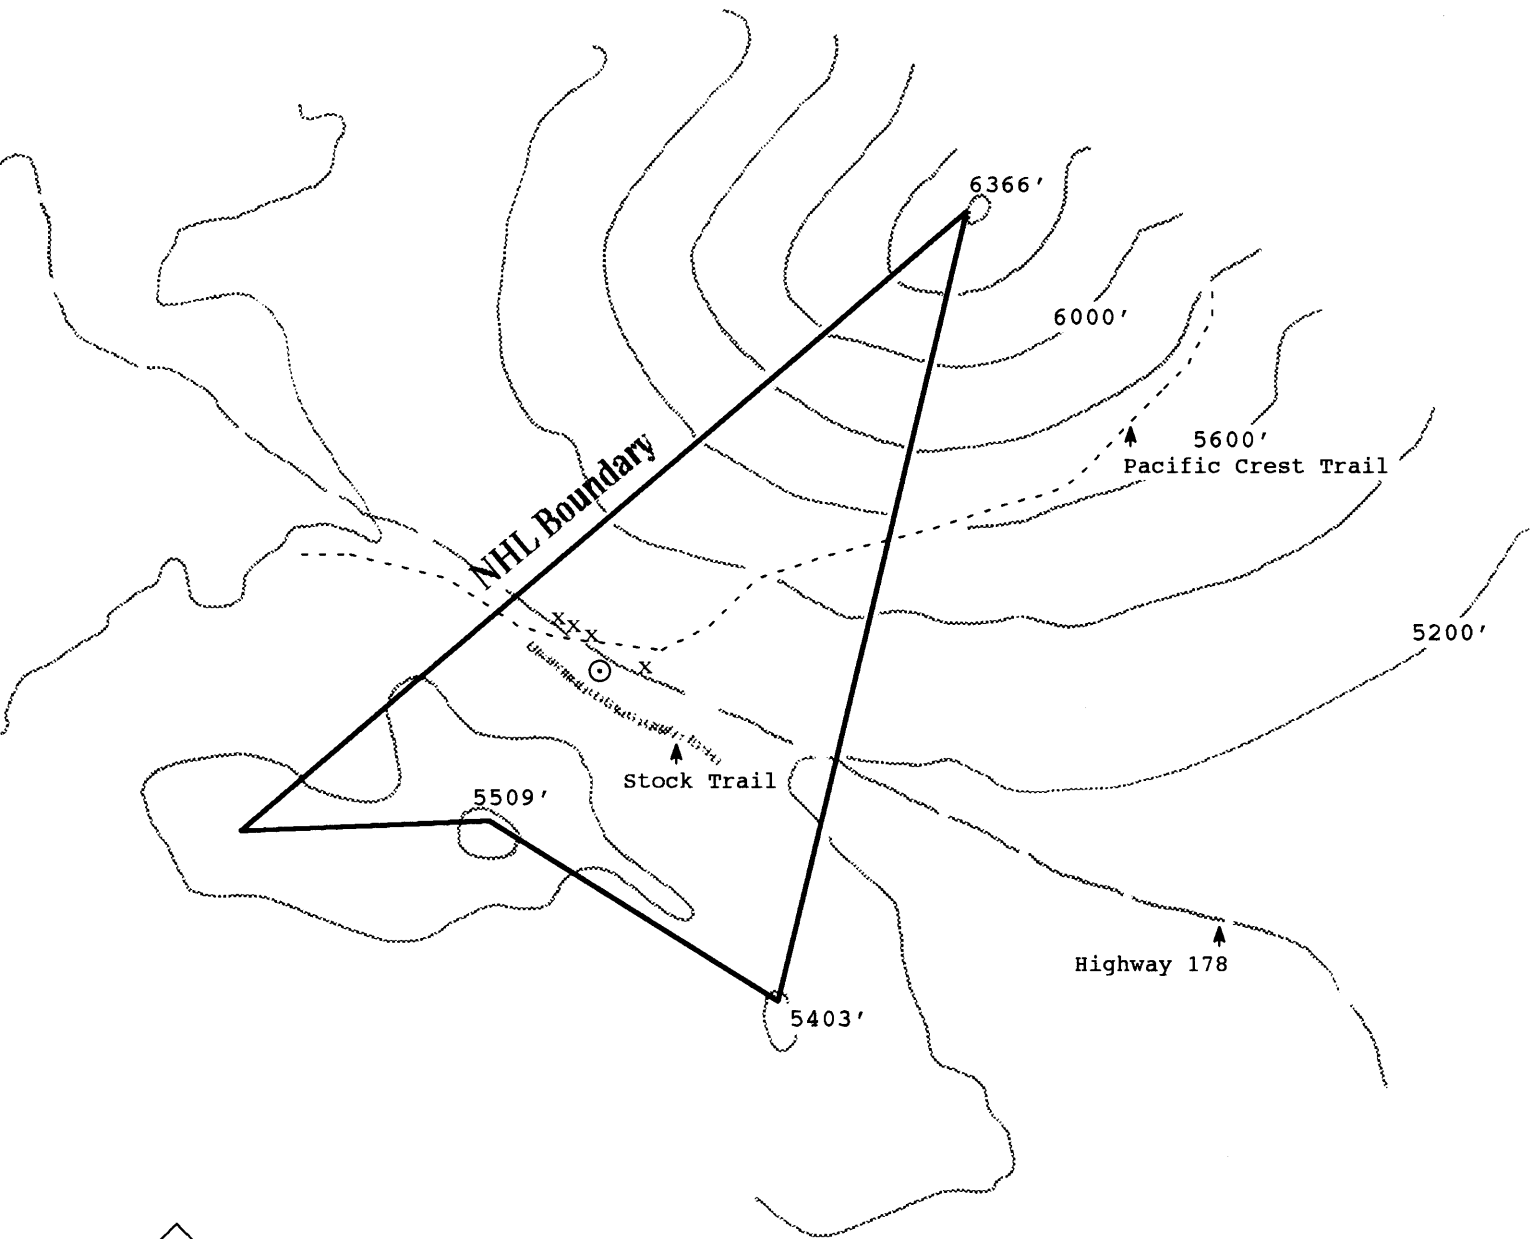 6366′
6000′
5600′
Pacific Crest Trail
NHL Boundary
5200′
x
x
x
x
Stock Trail
5509′
Highway 178
5403′